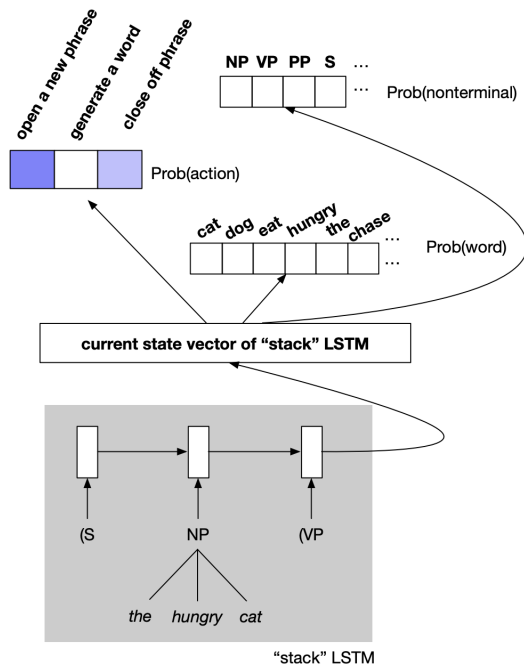 open a new phrase
generate a word
close off phrase
Prob(action)
NP VP PP S ...
... Prob(nonterminal)
cat dog eat hungry the chase ...
... Prob(word)
current state vector of “stack” LSTM
(S NP (VP
the hungry cat
“stack” LSTM